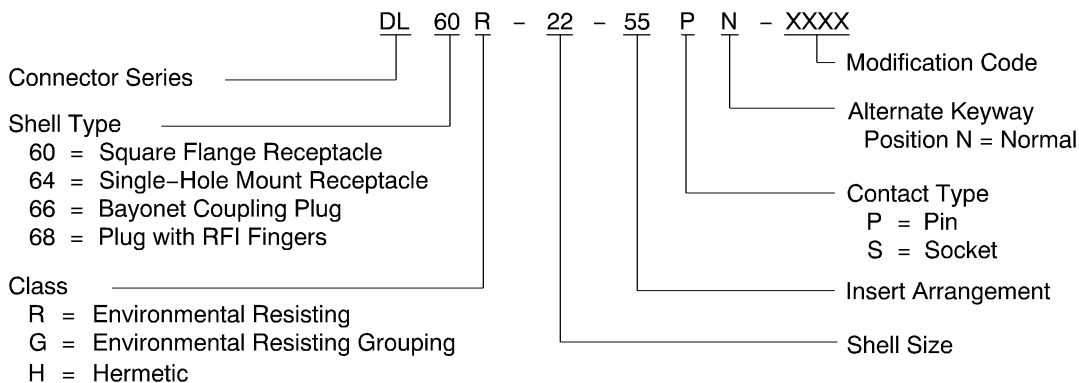 DL 60 R – 22 – 55 P N – XXXX
Connector Series
Shell Type
60 = Square Flange Receptacle
64 = Single–Hole Mount Receptacle
66 = Bayonet Coupling Plug
68 = Plug with RFI Fingers
Class
R = Environmental Resisting
G = Environmental Resisting Grouping
H = Hermetic
Modification Code
Alternate Keyway
Position N = Normal
Contact Type
P = Pin
S = Socket
Insert Arrangement
Shell Size